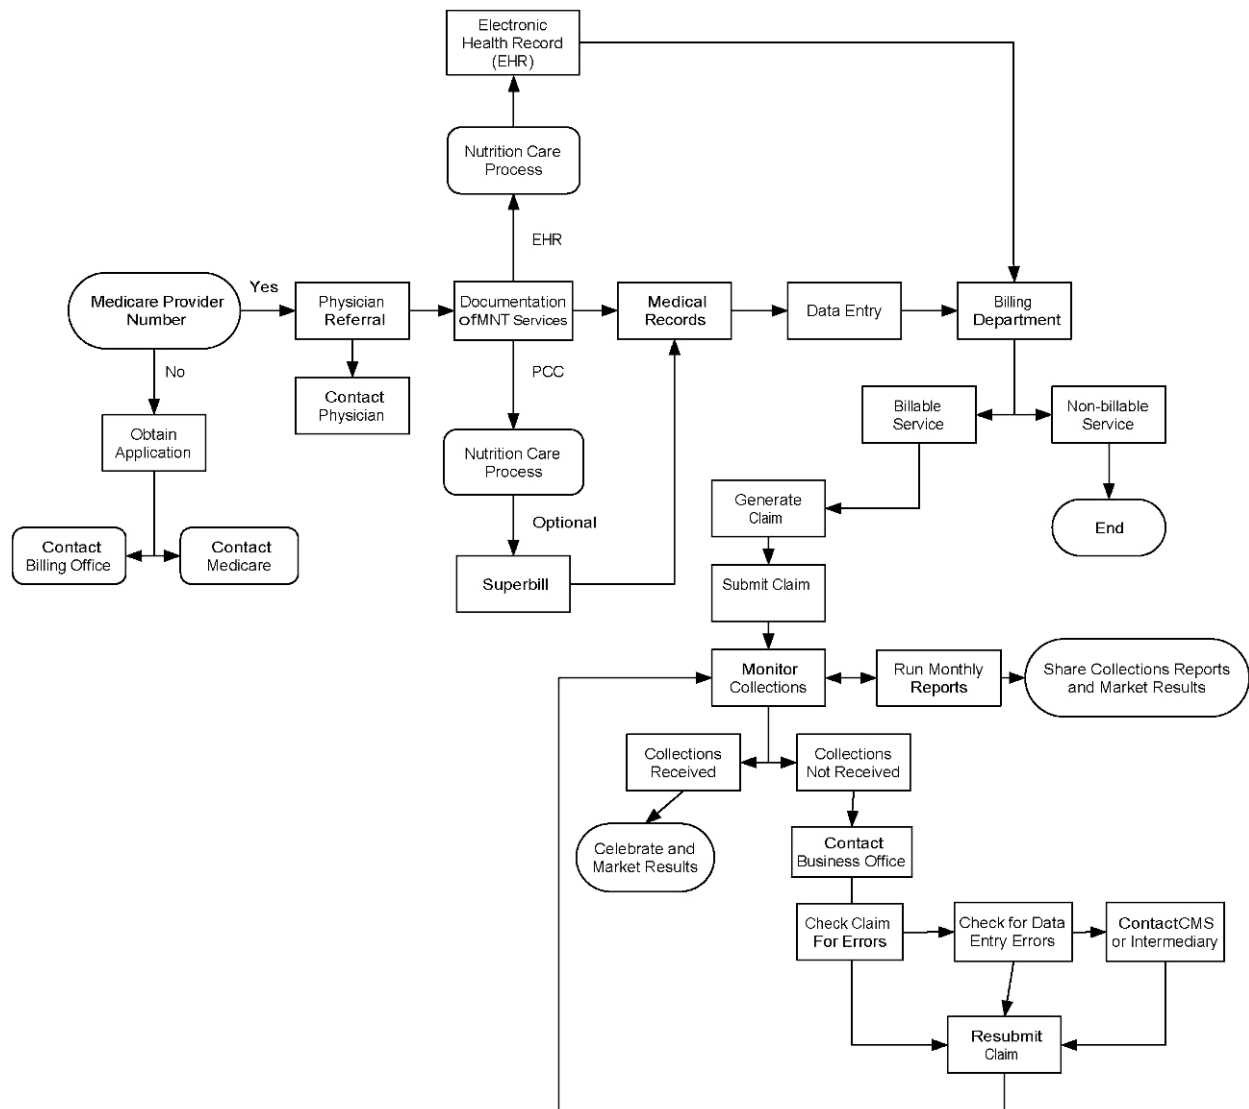 Electronic
Health Record
(EHR)
Nutrition Care
Process
EHR
Medicare Provider
Number
Yes
Physician
Referral
Documentation
ofMNT Services
Medical
Records
Data Entry
Billing
Department
No
Contact
Physician
PCC
Obtain
Application
Billable
Service
Non-billable
Service
Nutrition Care
Process
Contact
Billing Office
Contact
Medicare
Optional
Superbill
Generate
Claim
End
Submit Claim
Monitor
Collections
Run Monthly
Reports
Share Collections Reports
and Market Results
Collections
Received
Collections
Not Received
Celebrate and
Market Results
Contact
Business Office
Check Claim
For Errors
Check for Data
Entry Errors
ContactCMS
or Intermediary
Resubmit
Claim